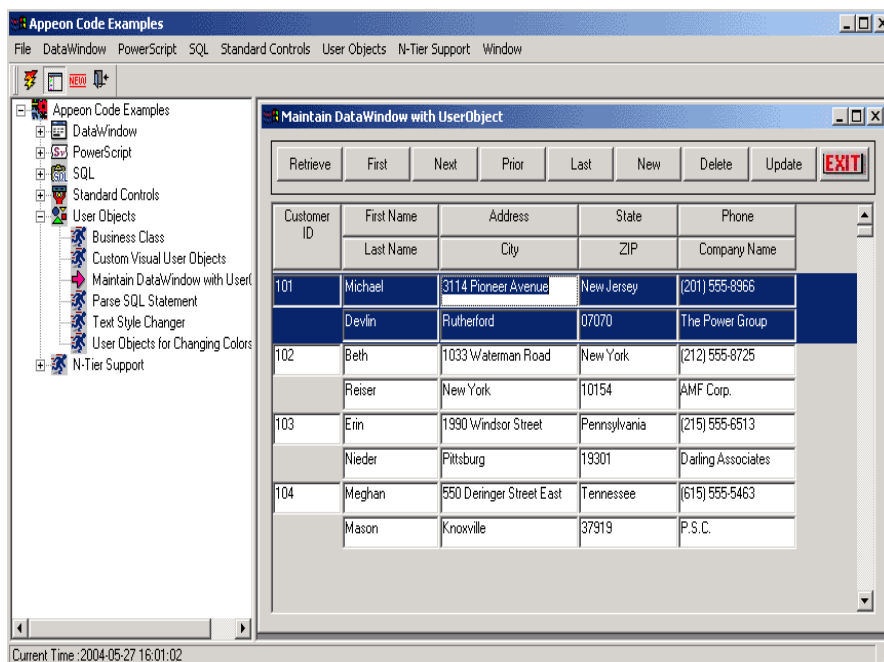 Appeon Code Examples
File DataWindow PowerScript SQL Standard Controls User Objects N-Tier Support Window
NEW
Appeon Code Examples
DataWindow
PowerScript
SQL
Standard Controls
User Objects
Business Class
Custom Visual User Objects
Maintain DataWindow with User(
Parse SQL Statement
Text Style Changer
User Objects for Changing Colors
N-Tier Support
Maintain DataWindow with UserObject
Retrieve First Next Prior Last New Delete Update EXIT
Customer ID First Name Address State Phone
Last Name City ZIP Company Name
101 Michael 3114 Pioneer Avenue New Jersey (201) 555-8966
Devlin Rutherford 07070 The Power Group
102 Beth 1033 Waterman Road New York (212) 555-8725
Reiser New York 10154 AMF Corp.
103 Erin 1990 Windsor Street Pennsylvania (215) 555-6513
Nieder Pittsburg 19301 Darling Associates
104 Meghan 550 Deringer Street East Tennessee (615) 555-5463
Mason Knoxville 37919 P.S.C.
Current Time :2004-05-27 16:01:02